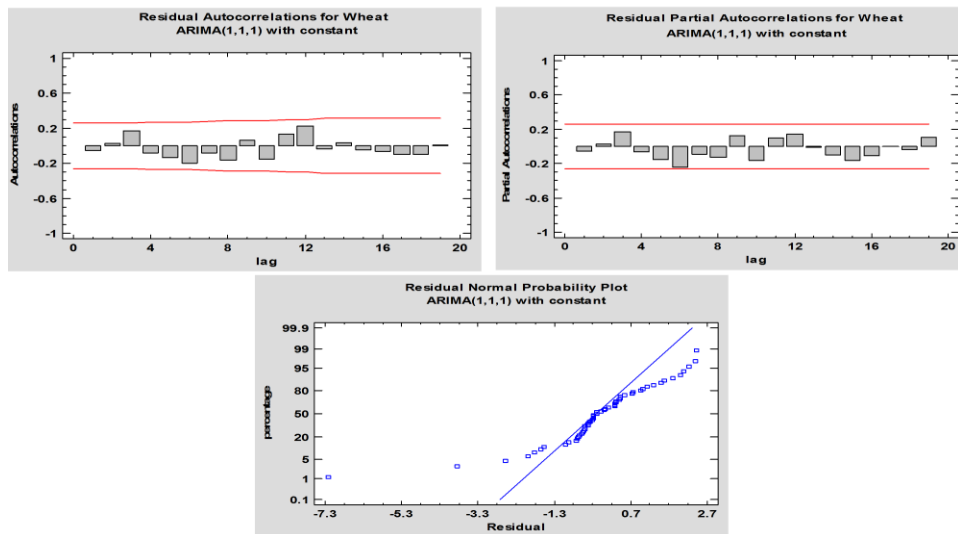 Residual Autocorrelations for Wheat
ARIMA(1,1,1) with constant
1
0.6
0.2
-0.2
-0.6
-1
Autocorrelations
0 4 8 12 16 20
lag
Residual Partial Autocorrelations for Wheat
ARIMA(1,1,1) with constant
1
0.6
0.2
-0.2
-0.6
-1
Partial Autocorrelations
0 4 8 12 16 20
lag
Residual Normal Probability Plot
ARIMA(1,1,1) with constant
99.9
99
95
80
50
20
5
1
0.1
percentage
-7.3 -5.3 -3.3 -1.3 0.7 2.7
Residual